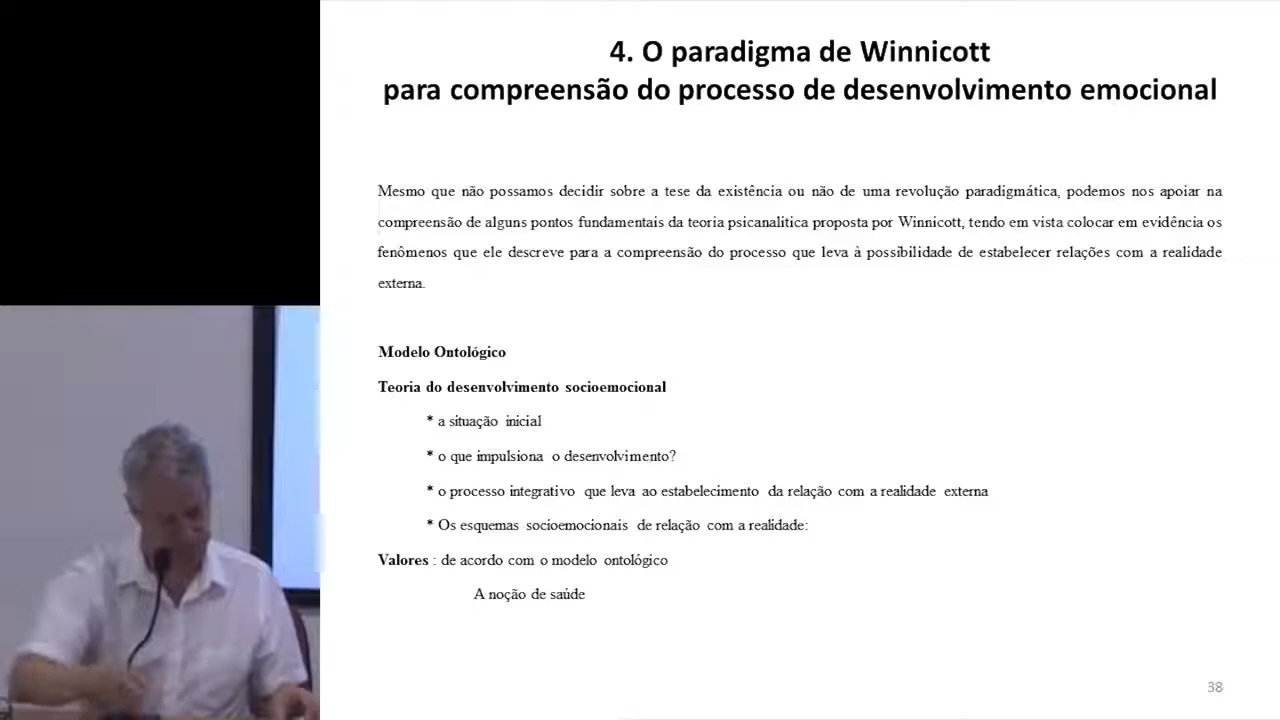 4. O paradigma de Winnicott
para compreensão do processo de desenvolvimento emocional
Mesmo que não possamos decidir sobre a tese da existência ou não de uma revolução paradigmática, podemos nos apoiar na
compreensão de alguns pontos fundamentais da teoria psicanalítica proposta por Winnicott, tendo em vista colocar em evidência os
fenômenos que ele descreve para a compreensão do processo que leva à possibilidade de estabelecer relações com a realidade
externa.
Modelo Ontológico
Teoria do desenvolvimento socioemocional
* a situação inicial
* o que impulsiona o desenvolvimento?
* o processo integrativo que leva ao estabelecimento da relação com a realidade externa
* Os esquemas socioemocionais de relação com a realidade:
Valores : de acordo com o modelo ontológico
A noção de saúde
38